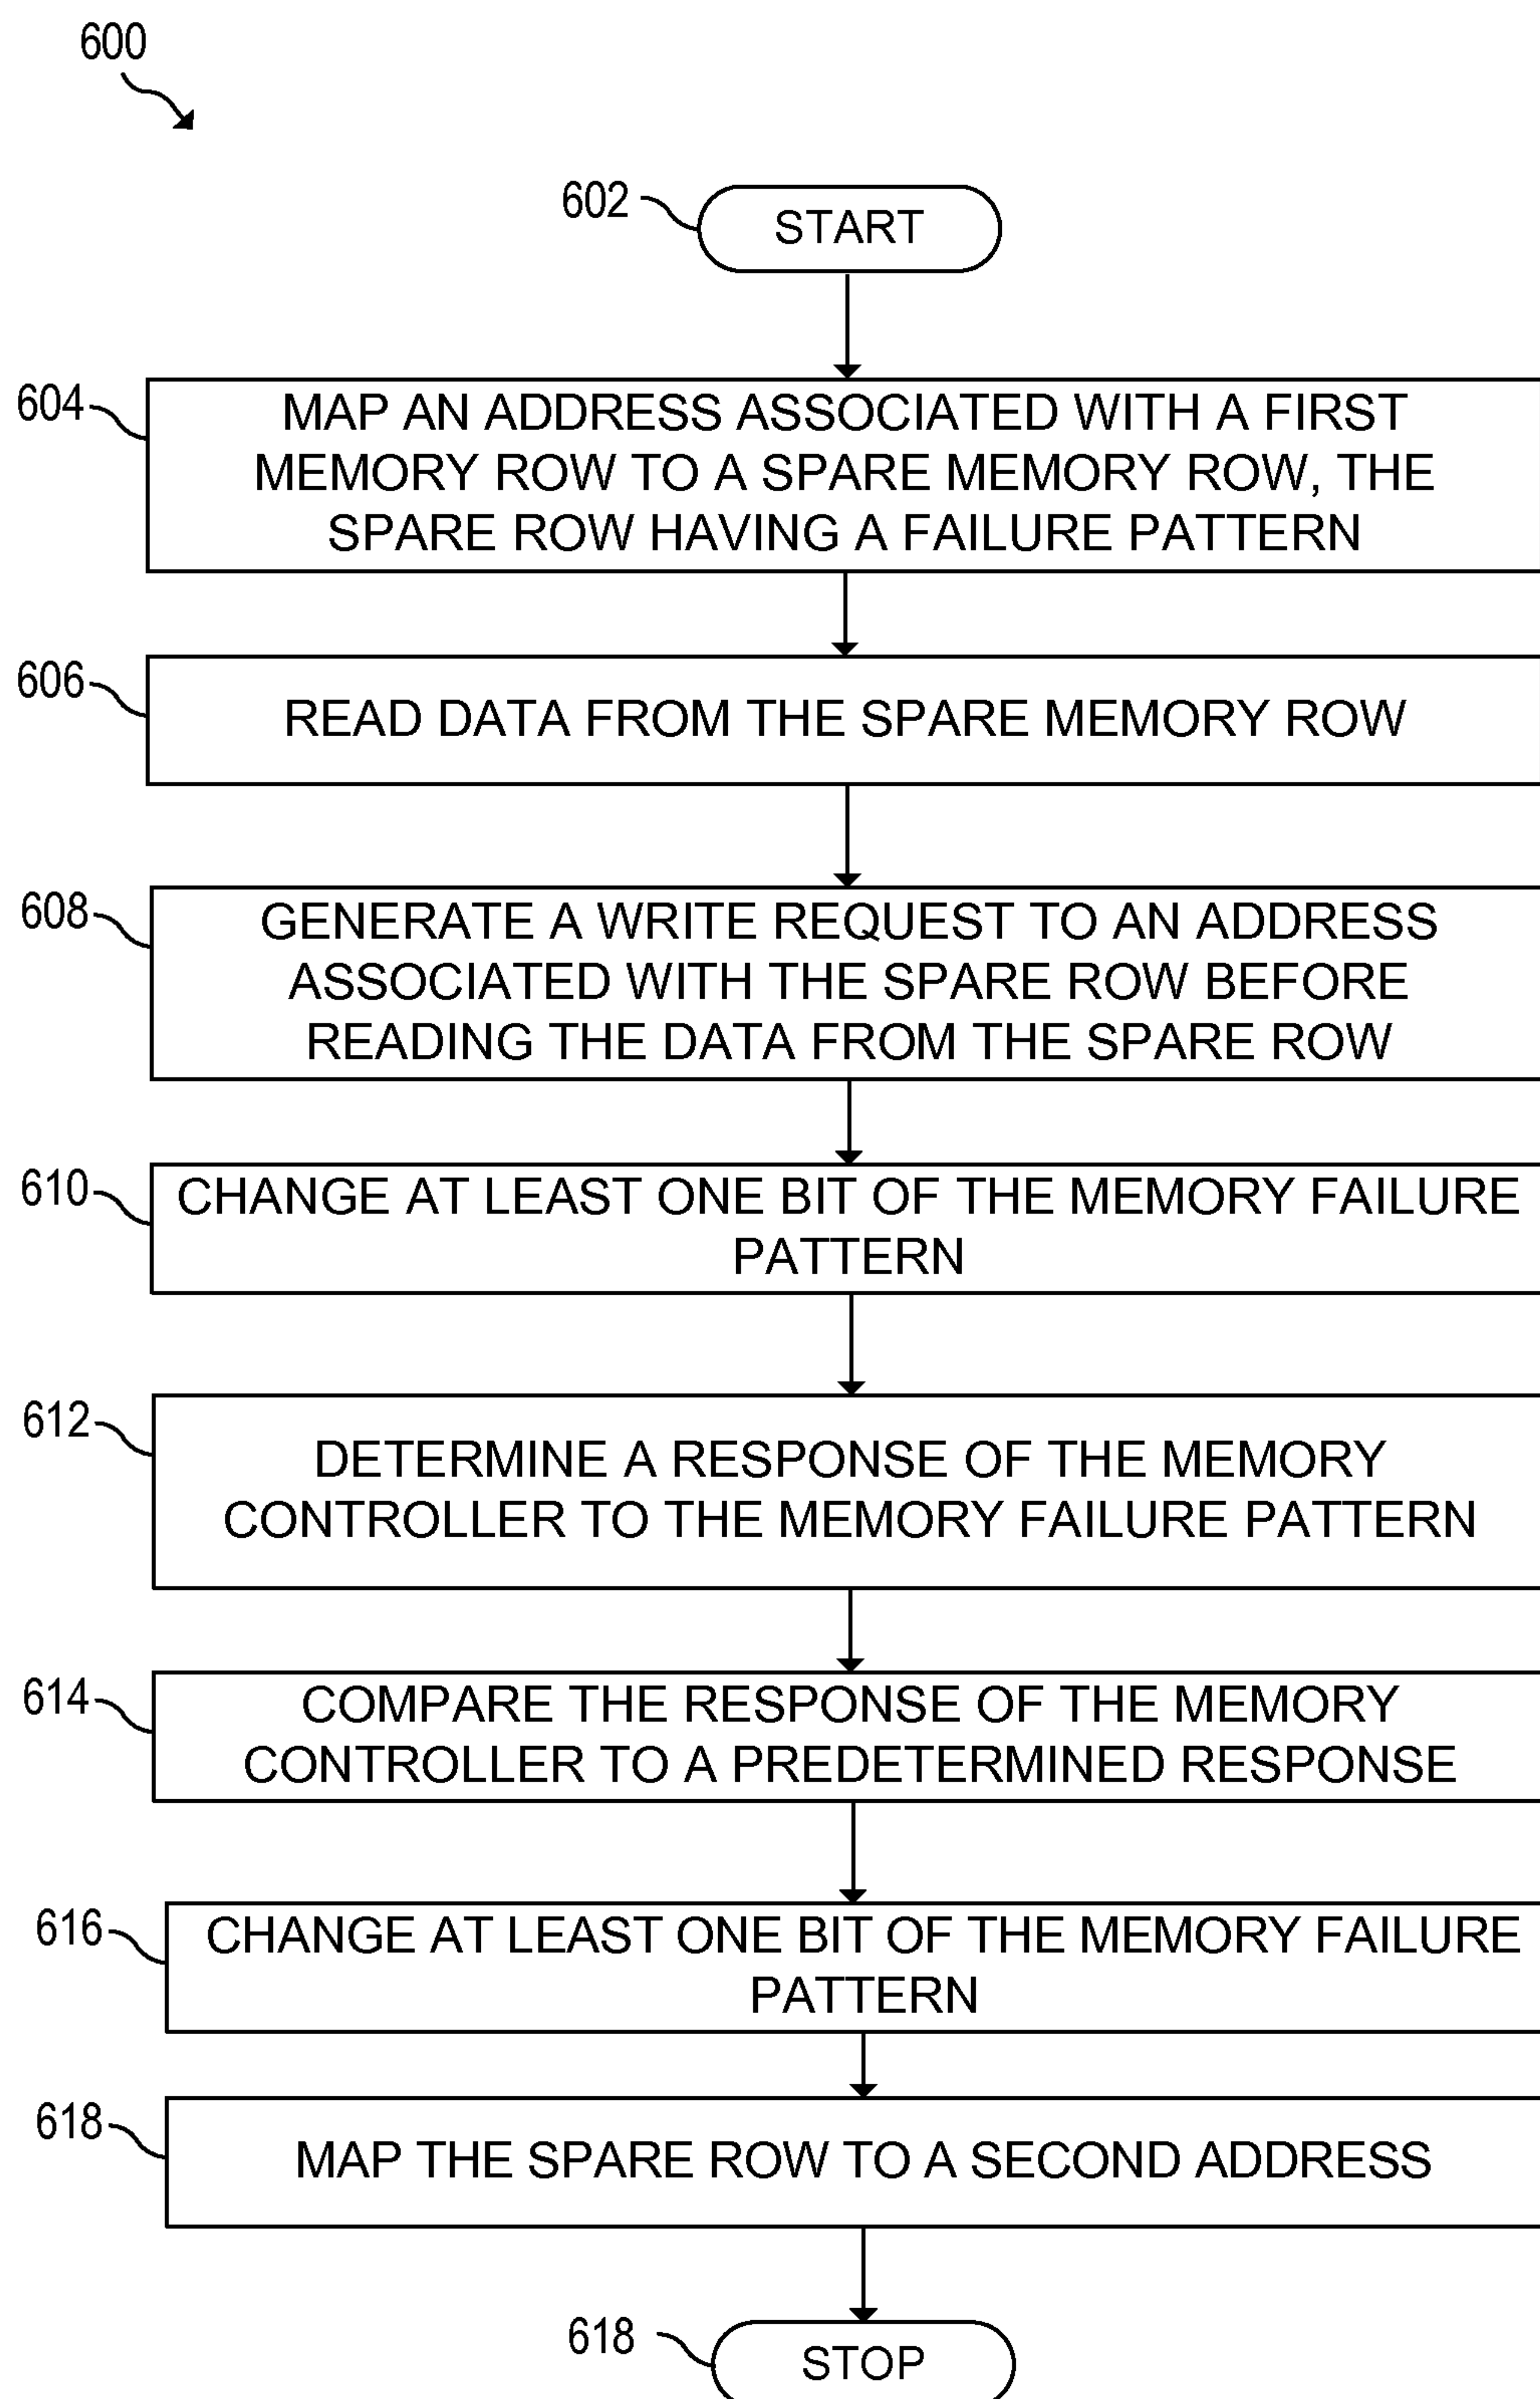 600
602
START
604
MAP AN ADDRESS ASSOCIATED WITH A FIRST
MEMORY ROW TO A SPARE MEMORY ROW, THE
SPARE ROW HAVING A FAILURE PATTERN
606
READ DATA FROM THE SPARE MEMORY ROW
608
GENERATE A WRITE REQUEST TO AN ADDRESS
ASSOCIATED WITH THE SPARE ROW BEFORE
READING THE DATA FROM THE SPARE ROW
610
CHANGE AT LEAST ONE BIT OF THE MEMORY FAILURE
PATTERN
612
DETERMINE A RESPONSE OF THE MEMORY
CONTROLLER TO THE MEMORY FAILURE PATTERN
614
COMPARE THE RESPONSE OF THE MEMORY
CONTROLLER TO A PREDETERMINED RESPONSE
616
CHANGE AT LEAST ONE BIT OF THE MEMORY FAILURE
PATTERN
618
MAP THE SPARE ROW TO A SECOND ADDRESS
618
STOP